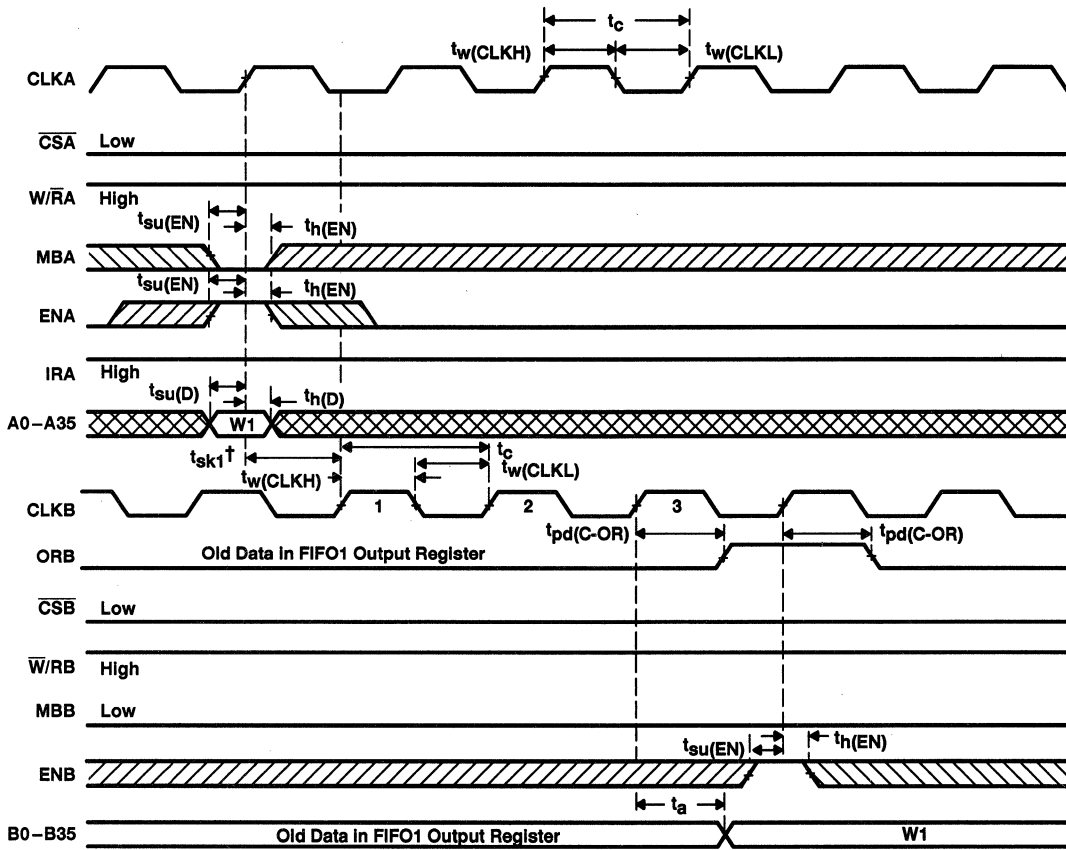 tc
tw(CLKH)
tw(CLKL)
CLKA
CSA
Low
W/RA
High
tsu(EN)
th(EN)
MBA
tsu(EN)
th(EN)
ENA
IRA
High
tsu(D)
th(D)
A0–A35
W1
tsk1†
tc
tw(CLKH)
tw(CLKL)
CLKB
1
2
3
tpd(C-OR)
tpd(C-OR)
ORB
Old Data in FIFO1 Output Register
CSB
Low
W/RB
High
MBB
Low
tsu(EN)
th(EN)
ENB
ta
B0–B35
Old Data in FIFO1 Output Register
W1